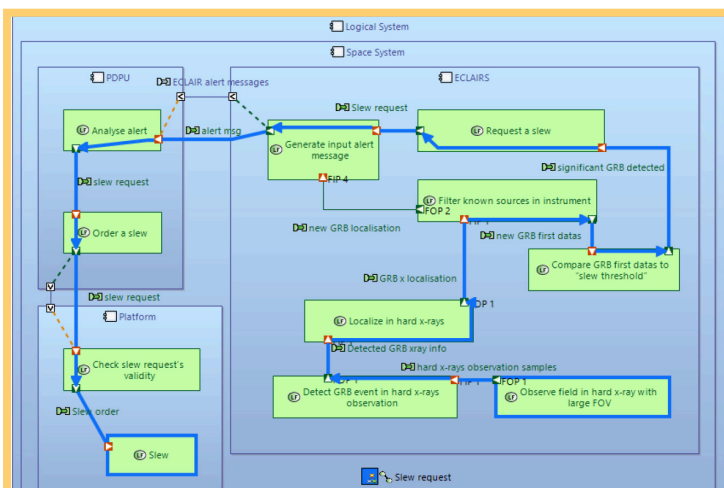 Logical System
Space System
PDPU
ECLAIR alert messages
ECLAIRS
Slew request
Analyse alert
alert msg
Generate input alert
message
Request a slew
significant GRB detected
slew request
FIP 4
Filter known sources in instrument
FOP 2
Order a slew
new GRB localisation
new GRB first datas
Compare GRB first datas to
"slew threshold"
GRB x localisation
slew request
OP 1
Platform
Localize in hard x-rays
Detected GRB xray info
Check slew request's
validity
hard x-rays observation samples
FOP 1
Detect GRB event in hard x-rays
observation
Observe field in hard x-ray with
large FOV
Slew order
Slew
Slew request